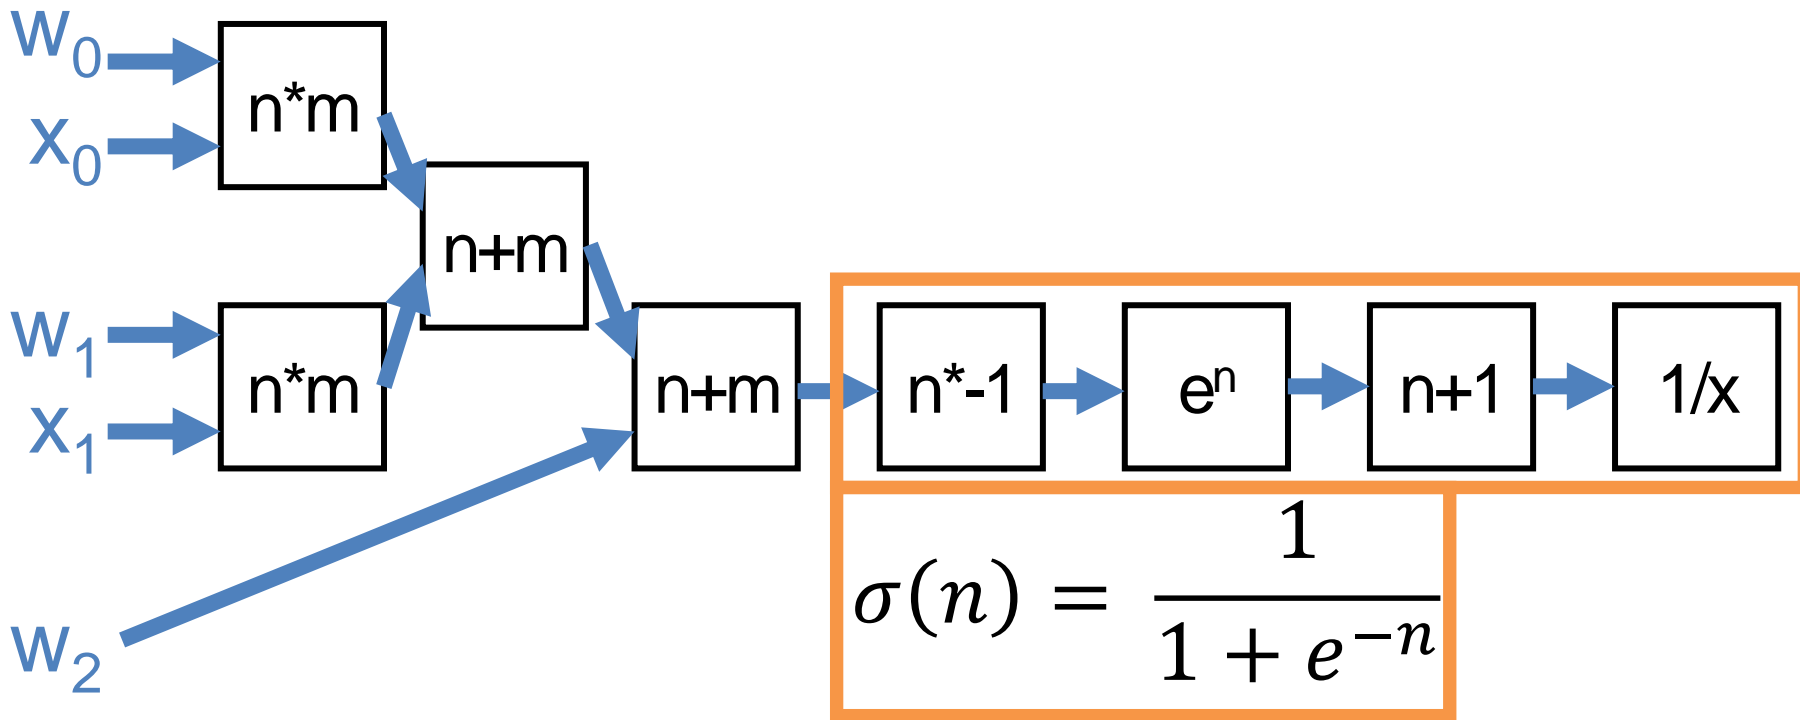 w₀
n*m
x₀
n+m
w₁
n*m
x₁
n+m
n*-1
eⁿ
n+1
1/x
w₂
σ(n) = 1 / (1 + e⁻ⁿ)